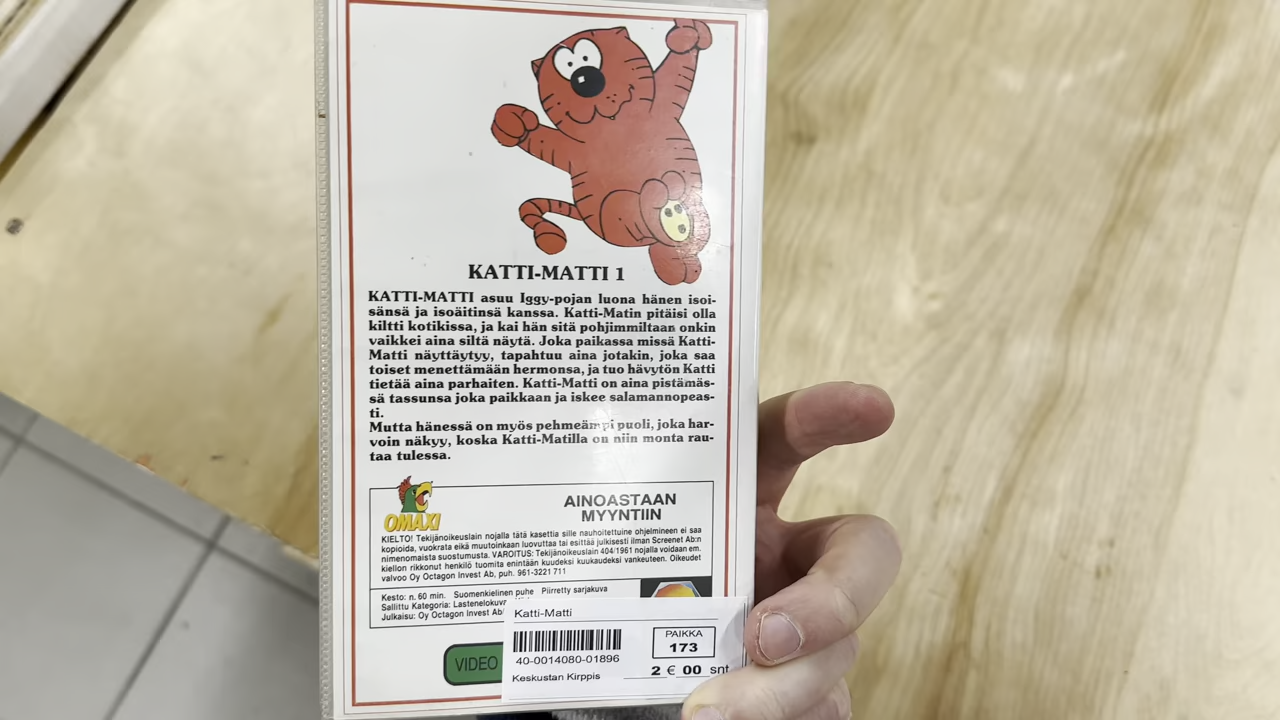 KATTI-MATTI 1
KATTI-MATTI asuu Iggy-pojan luona hänen isoi-
sänsä ja isoäitinsä kanssa. Katti-Matin pitäisi olla
kiltti kotikissa, ja kai hän sitä pohjimmiltaan onkin
vaikkei aina siltä näytä. Joka paikassa missä Katti-
Matti näyttäytyy, tapahtuu aina jotakin, joka saa
toiset menettämään hermonsa, ja tuo hävytön Katti
tietää aina parhaiten. Katti-Matti on aina pistämäs-
sä tassunsa joka paikkaan ja iskee salamannopeas-
ti.
Mutta hänessä on myös pehmeämpi puoli, joka har-
voin näkyy, koska Katti-Matilla on niin monta rau-
taa tulessa.
OMAXI
AINOASTAAN
MYYNTIIN
KIELTO! Tekijänoikeuslain nojalla tätä kasettia sille nauhoitettuine ohjelmineen ei saa
kopioida, vuokrata eikä muutoinkaan luovuttaa tai esittää julkisesti ilman Screenet Ab:n
nimenomaista suostumusta. VAROITUS: Tekijänoikeuslain 404/1961 nojalla voidaan em.
kiellon rikkonut henkilö tuomita enintään kuudeksi kuukaudeksi vankeuteen. Oikeudet
valvoo Oy Octagon Invest Ab, puh. 961-3221 711
Kesto: n. 60 min. Suomenkielinen puhe Piirretty sarjakuva
Sallittu Kategoria: Lastenelokuva
Julkaisu: Oy Octagon Invest Ab
VIDEO
Katti-Matti
PAIKKA
173
40-0014080-01896
2 € 00 snt
Keskustan Kirppis